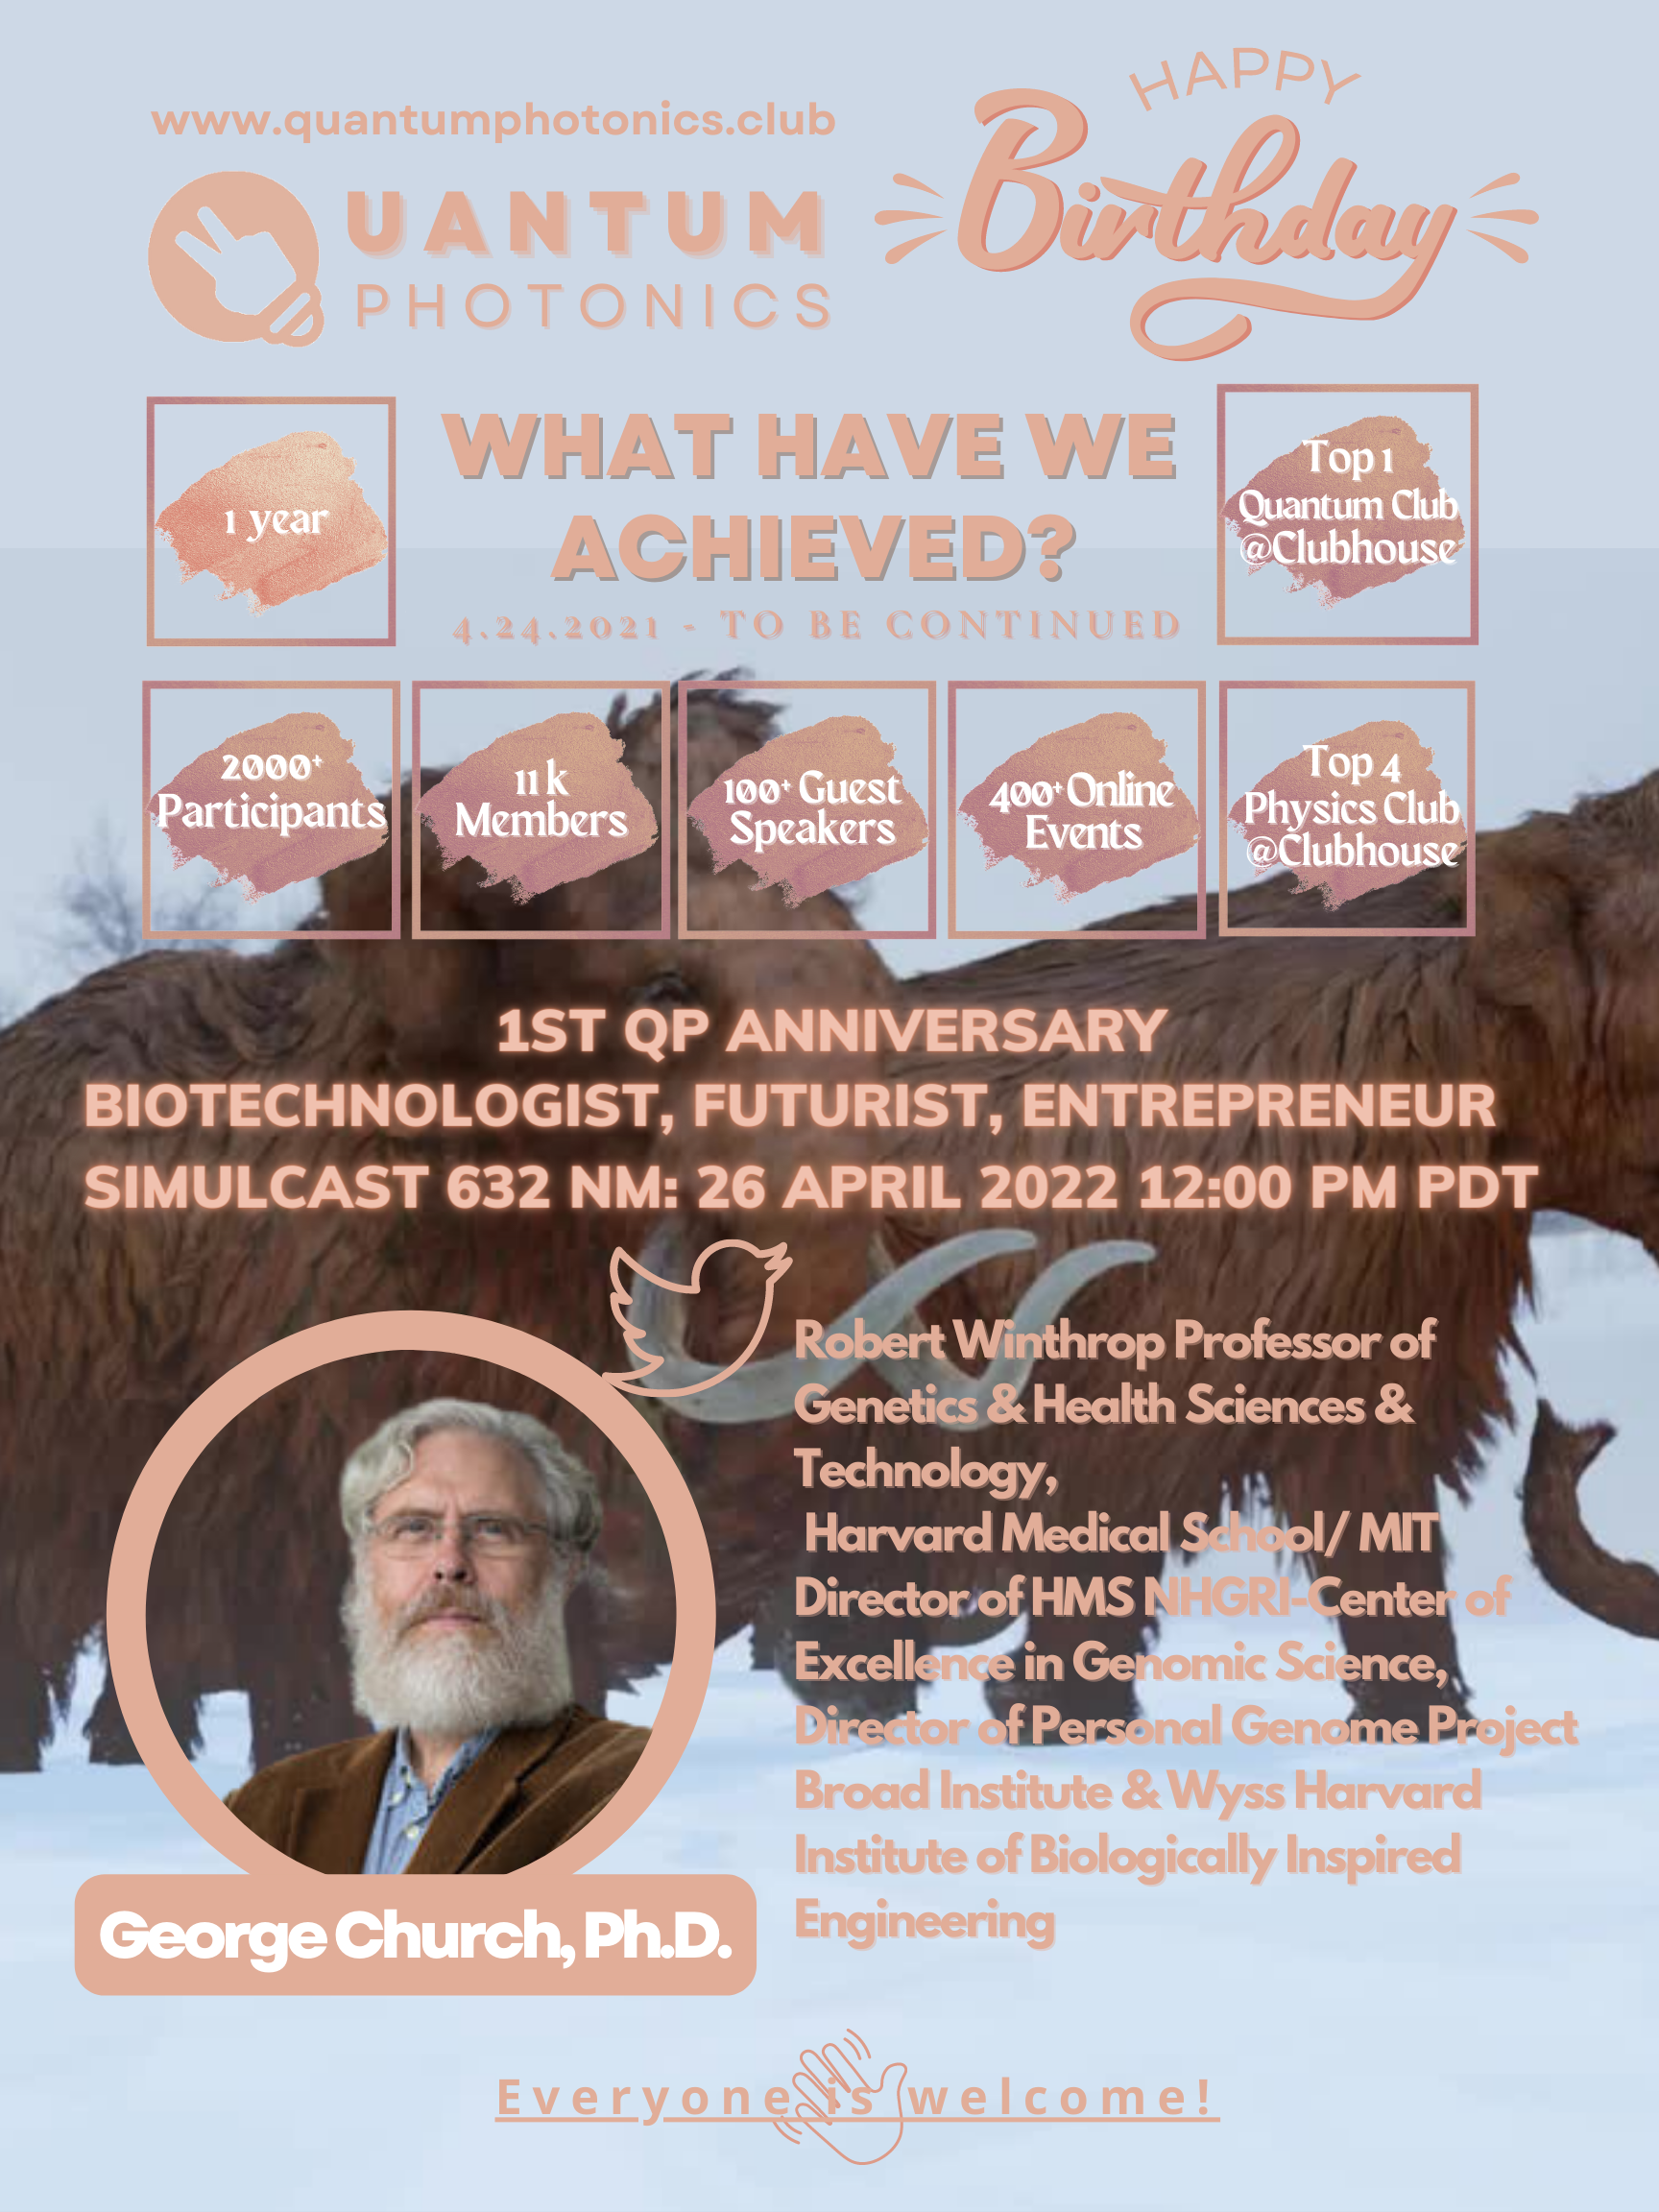 www.quantumphotonics.club
HAPPY
Birthday
QUANTUM
PHOTONICS
1 year
WHAT HAVE WE
ACHIEVED?
4.24.2021 - TO BE CONTINUED
Top 1
Quantum Club
@Clubhouse
2000+
Participants
11 k
Members
100+ Guest
Speakers
400+ Online
Events
Top 4
Physics Club
@Clubhouse
1ST QP ANNIVERSARY
BIOTECHNOLOGIST, FUTURIST, ENTREPRENEUR
SIMULCAST 632 NM: 26 APRIL 2022 12:00 PM PDT
Robert Winthrop Professor of
Genetics & Health Sciences &
Technology,
Harvard Medical School/ MIT
Director of HMS NHGRI-Center of
Excellence in Genomic Science,
Director of Personal Genome Project
Broad Institute & Wyss Harvard
Institute of Biologically Inspired
Engineering
George Church, Ph.D.
Everyone is welcome!